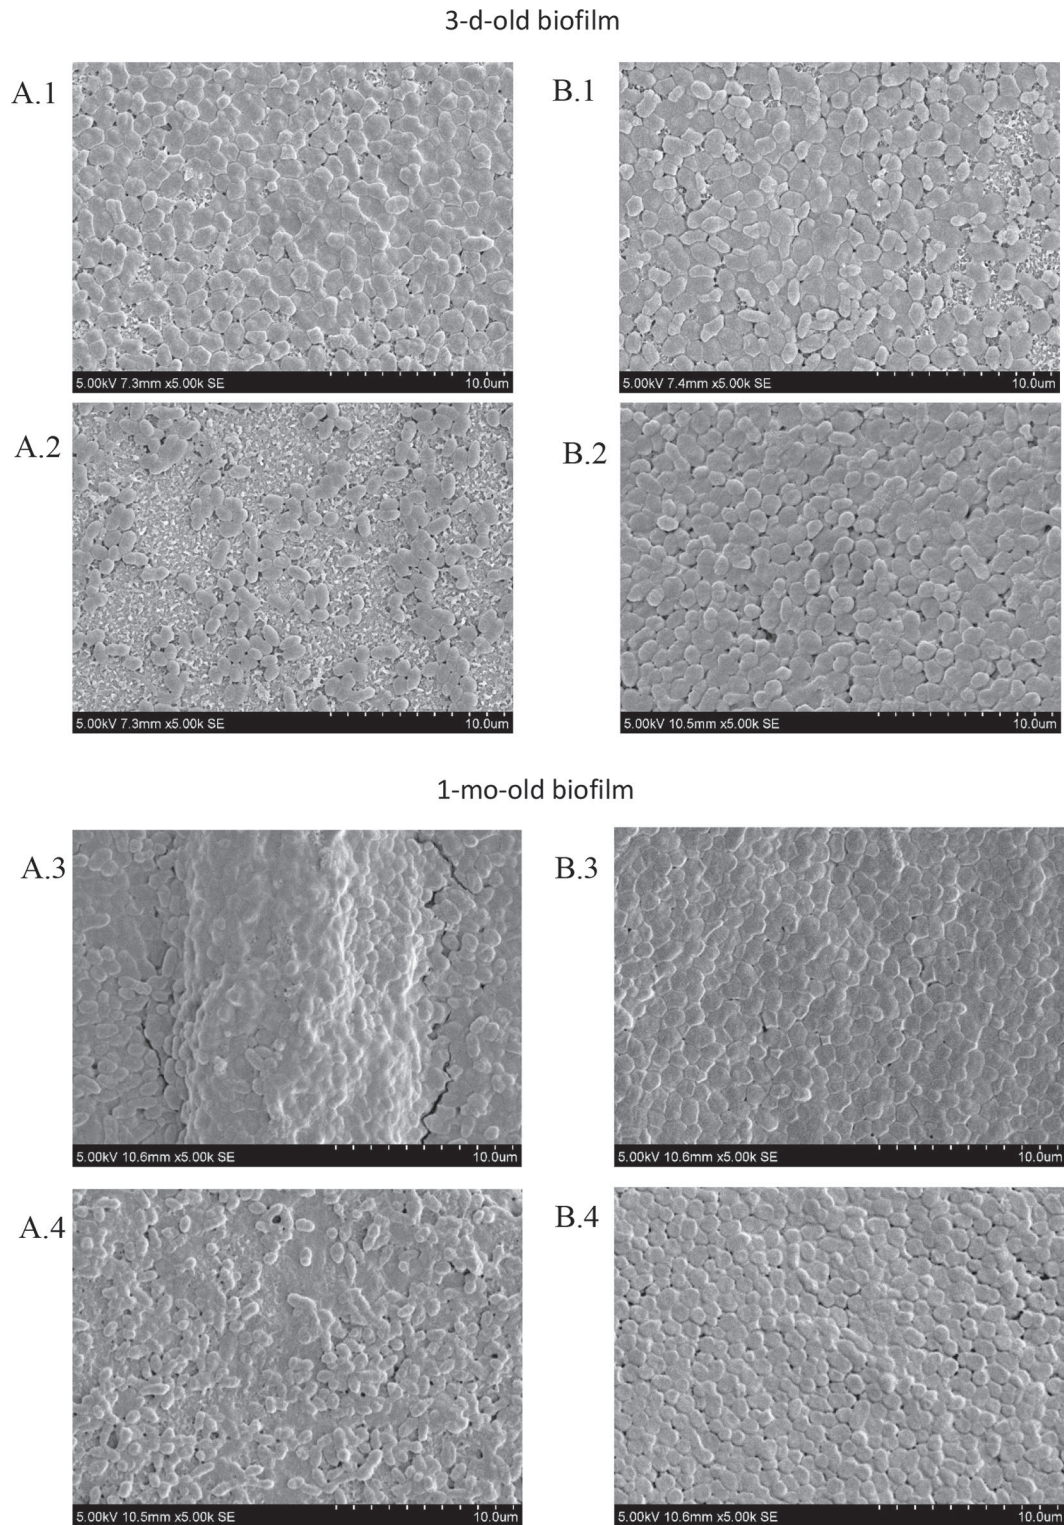 3-d-old biofilm
A.1
B.1
5.00kV 7.3mm x5.00k SE 10.0um
5.00kV 7.4mm x5.00k SE 10.0um
A.2
B.2
5.00kV 7.3mm x5.00k SE 10.0um
5.00kV 10.5mm x5.00k SE 10.0um
1-mo-old biofilm
A.3
B.3
5.00kV 10.6mm x5.00k SE 10.0um
5.00kV 10.6mm x5.00k SE 10.0um
A.4
B.4
5.00kV 10.5mm x5.00k SE 10.0um
5.00kV 10.6mm x5.00k SE 10.0um